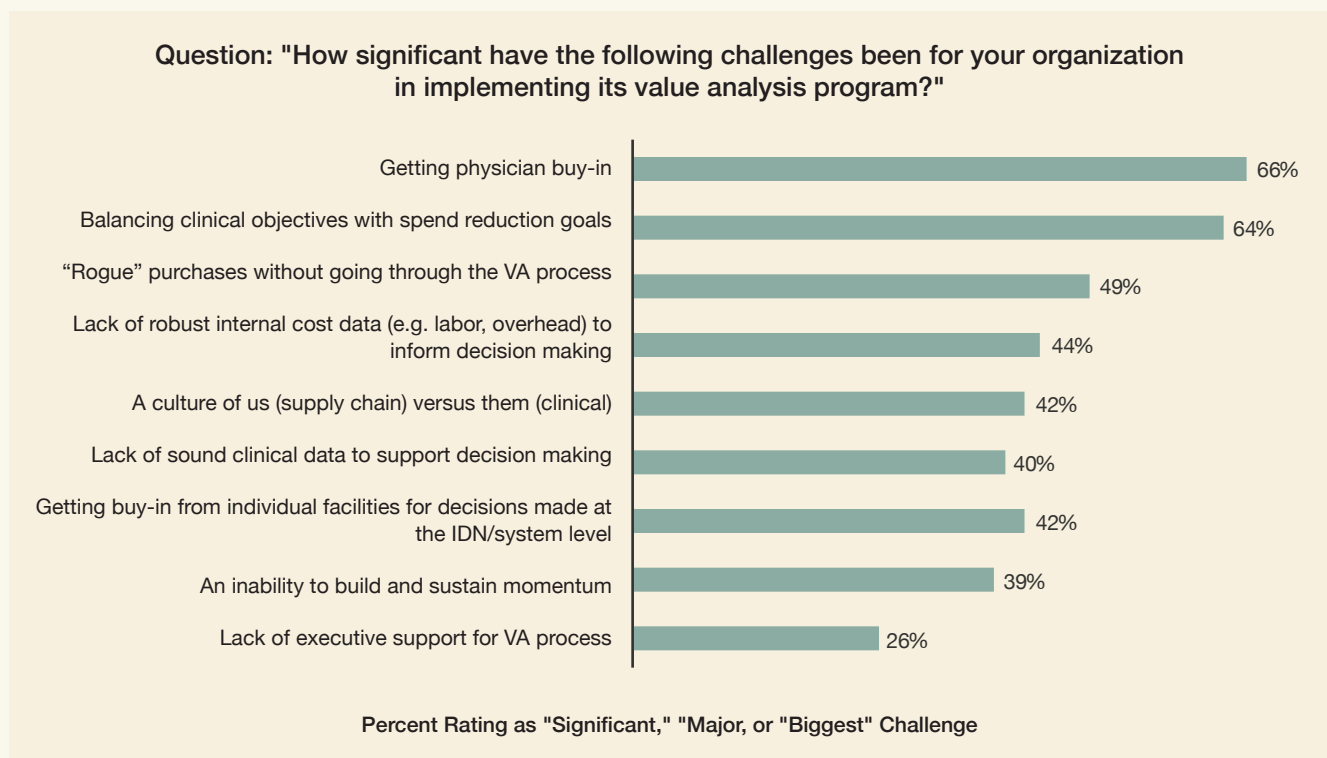 Question: "How significant have the following challenges been for your organization
in implementing its value analysis program?"
Getting physician buy-in
66%
Balancing clinical objectives with spend reduction goals
64%
“Rogue” purchases without going through the VA process
49%
Lack of robust internal cost data (e.g. labor, overhead) to
inform decision making
44%
A culture of us (supply chain) versus them (clinical)
42%
Lack of sound clinical data to support decision making
40%
Getting buy-in from individual facilities for decisions made at
the IDN/system level
42%
An inability to build and sustain momentum
39%
Lack of executive support for VA process
26%
Percent Rating as "Significant," "Major, or "Biggest" Challenge